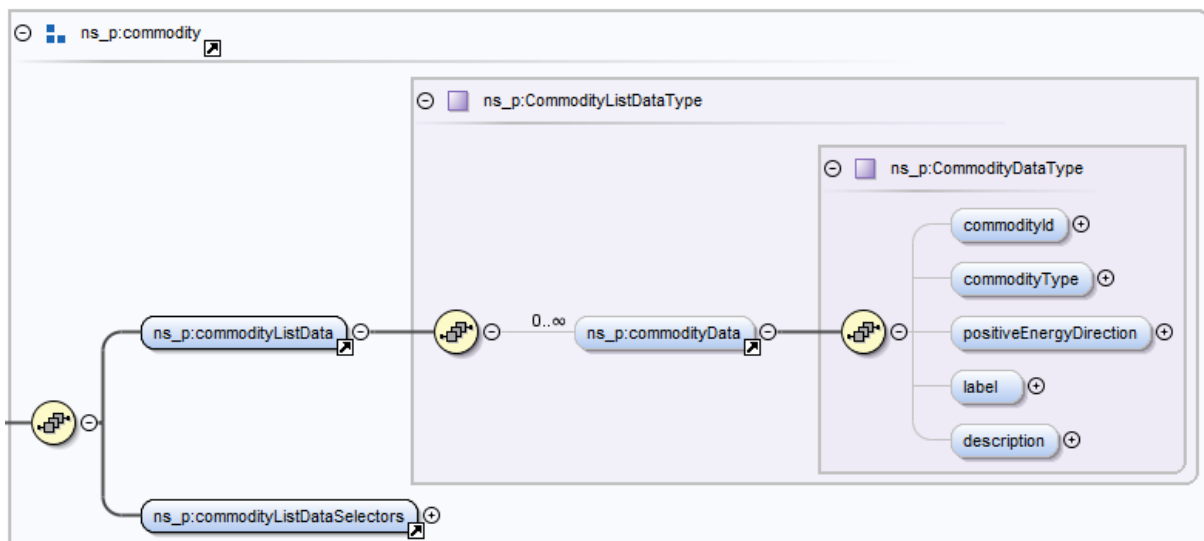 ns_p:commodity
ns_p:CommodityListDataType
ns_p:CommodityDataType
commodityId
commodityType
ns_p:commodityListData
0..∞
ns_p:commodityData
positiveEnergyDirection
label
description
ns_p:commodityListDataSelectors